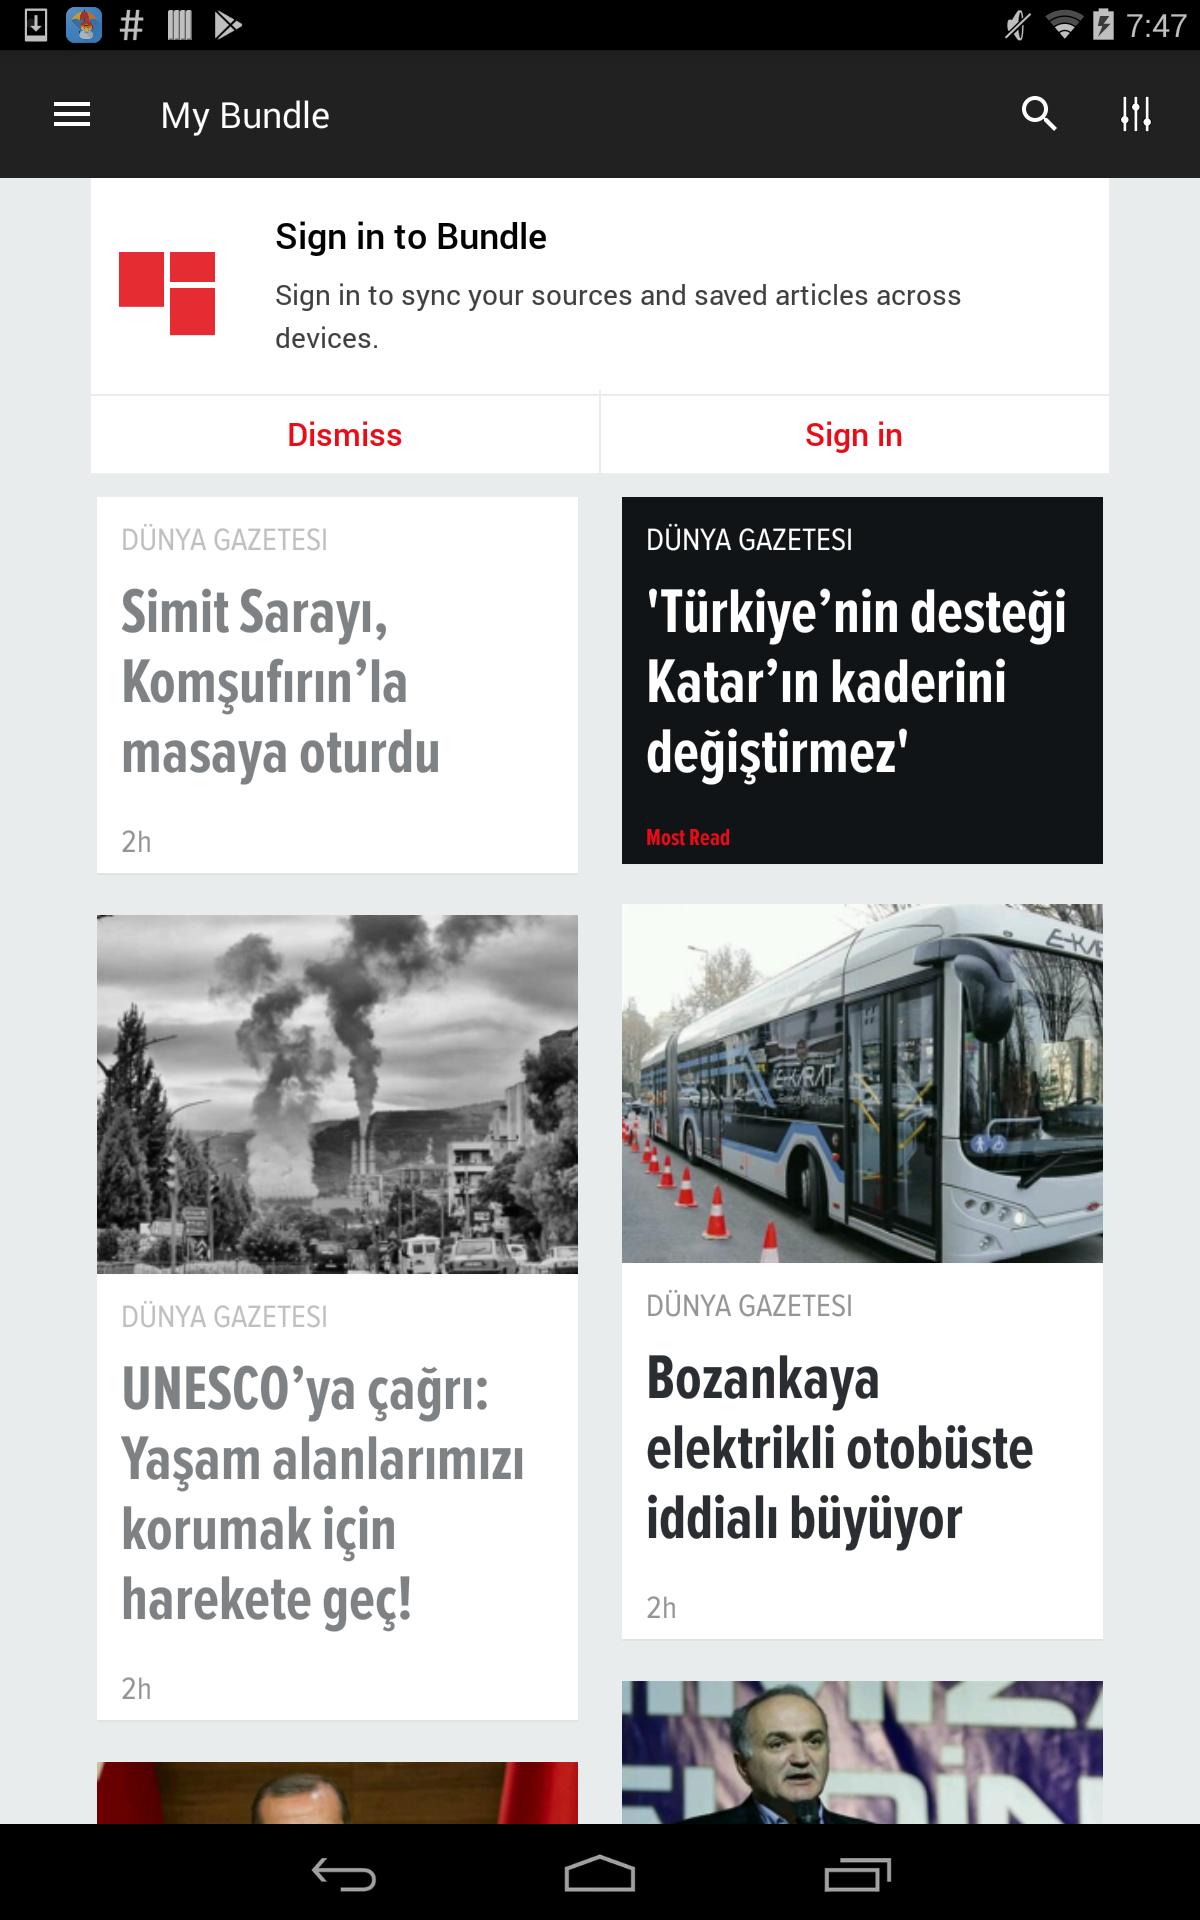 7:47
My Bundle
Sign in to Bundle
Sign in to sync your sources and saved articles across
devices.
Dismiss
Sign in
DÜNYA GAZETESI
Simit Sarayı,
Komşufırın’la
masaya oturdu
2h
DÜNYA GAZETESI
'Türkiye’nin desteği
Katar’ın kaderini
değiştirmez'
Most Read
DÜNYA GAZETESI
UNESCO’ya çağrı:
Yaşam alanlarımızı
korumak için
harekete geç!
2h
E-KARAT
DÜNYA GAZETESI
Bozankaya
elektrikli otobüste
iddialı büyüyor
2h